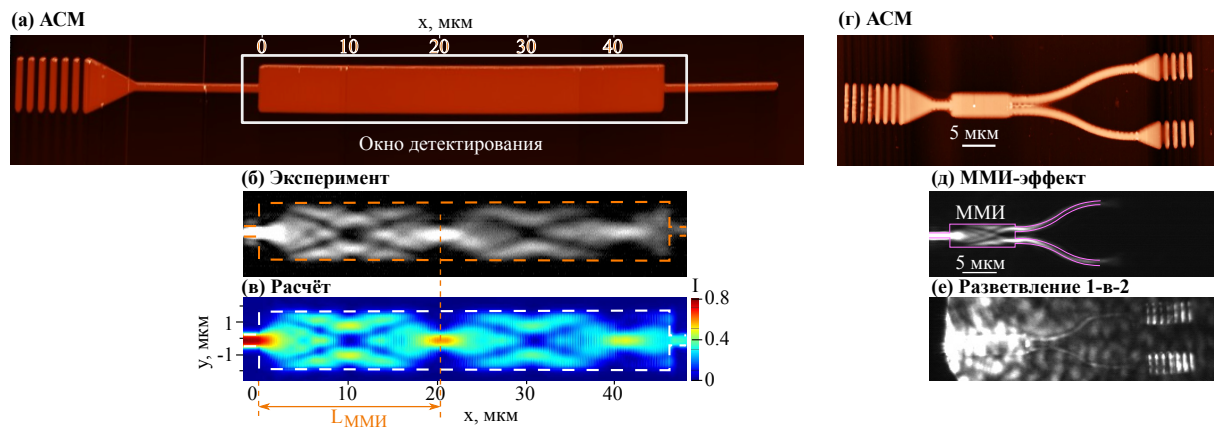 (а) АСМ
x, мкм
0 10 20 30 40
Окно детектирования
(б) Эксперимент
(в) Расчёт
I
0.8
0.4
0
y, мкм
1
-1
0 10 20 30 40
x, мкм
LММИ
(г) АСМ
5 мкм
(д) ММИ-эффект
ММИ
5 мкм
(е) Разветвление 1-в-2